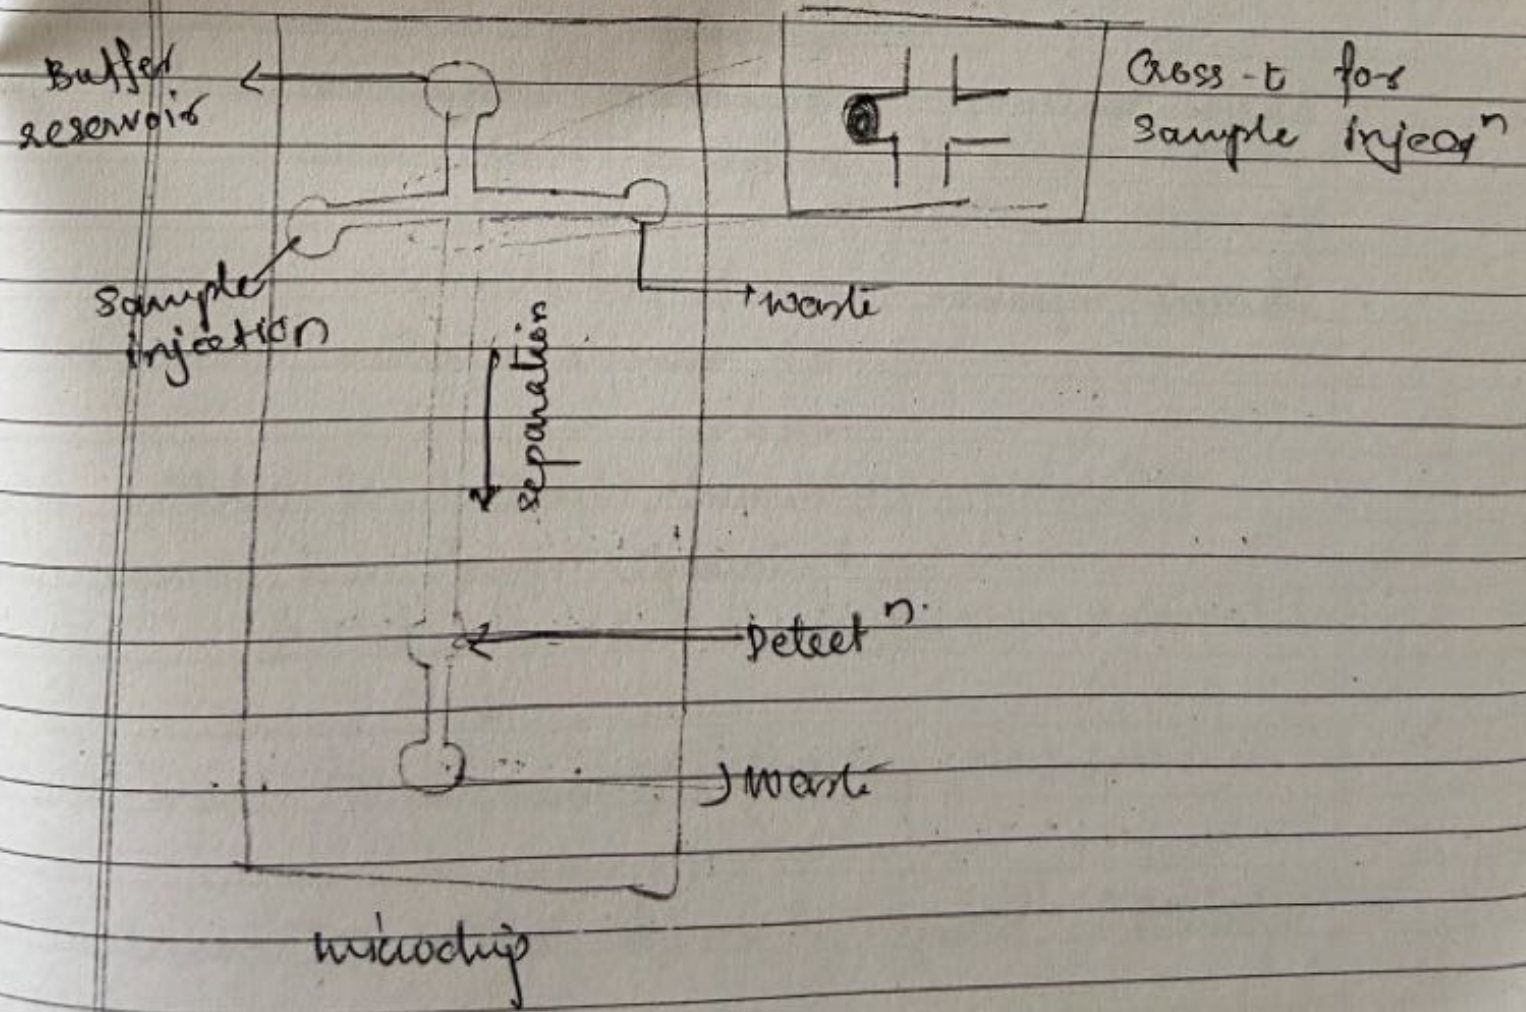 Buffer
reservoir
Cross-t for
sample injecⁿ
sample
injection
waste
separation
Detectⁿ.
waste
microchip